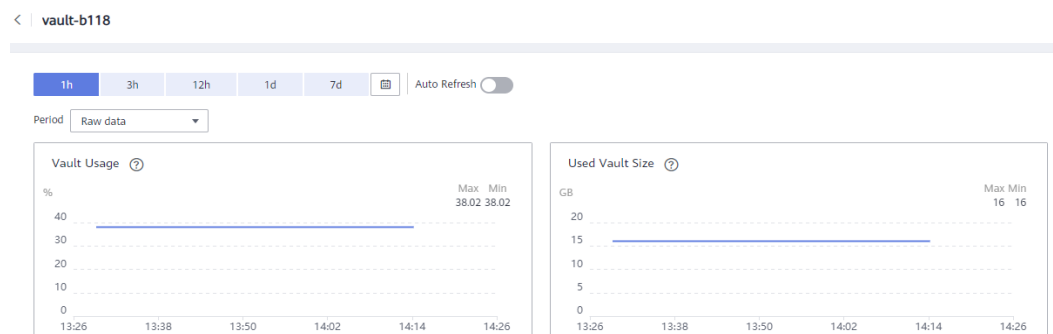 vault-b118
1h 3h 12h 1d 7d Auto Refresh
Period Raw data
Vault Usage ?
% Max Min
38.02 38.02
40
30
20
10
0
13:26 13:38 13:50 14:02 14:14 14:26
Used Vault Size ?
GB Max Min
16 16
20
15
10
5
0
13:26 13:38 13:50 14:02 14:14 14:26